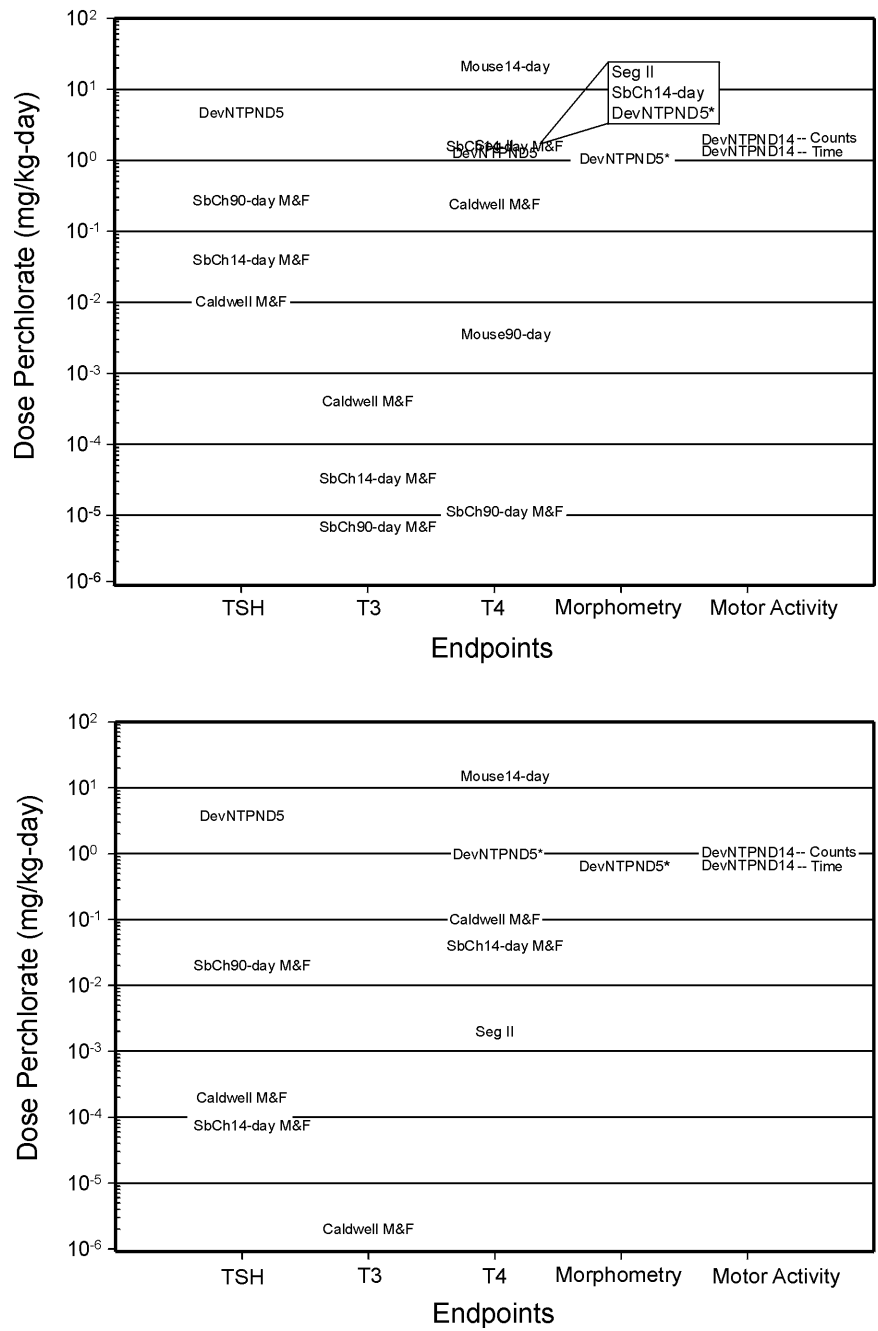 Dose Perchlorate (mg/kg-day)
10²
10¹
10⁰
10⁻¹
10⁻²
10⁻³
10⁻⁴
10⁻⁵
10⁻⁶
Mouse14-day
Seg II
SbCh14-day
DevNTPND5*
DevNTPND5
SbCh14-day M&F
Seg II
DevNTPND5
DevNTPND5*
DevNTPND14 -- Counts
DevNTPND14 -- Time
SbCh90-day M&F
Caldwell M&F
SbCh14-day M&F
Caldwell M&F
Mouse90-day
Caldwell M&F
SbCh14-day M&F
SbCh90-day M&F
SbCh90-day M&F
TSH
T3
T4
Morphometry
Motor Activity
Endpoints
Dose Perchlorate (mg/kg-day)
10²
10¹
10⁰
10⁻¹
10⁻²
10⁻³
10⁻⁴
10⁻⁵
10⁻⁶
Mouse14-day
DevNTPND5
DevNTPND5*
DevNTPND5*
DevNTPND14 -- Counts
DevNTPND14 -- Time
Caldwell M&F
SbCh14-day M&F
SbCh90-day M&F
Seg II
Caldwell M&F
SbCh14-day M&F
Caldwell M&F
TSH
T3
T4
Morphometry
Motor Activity
Endpoints